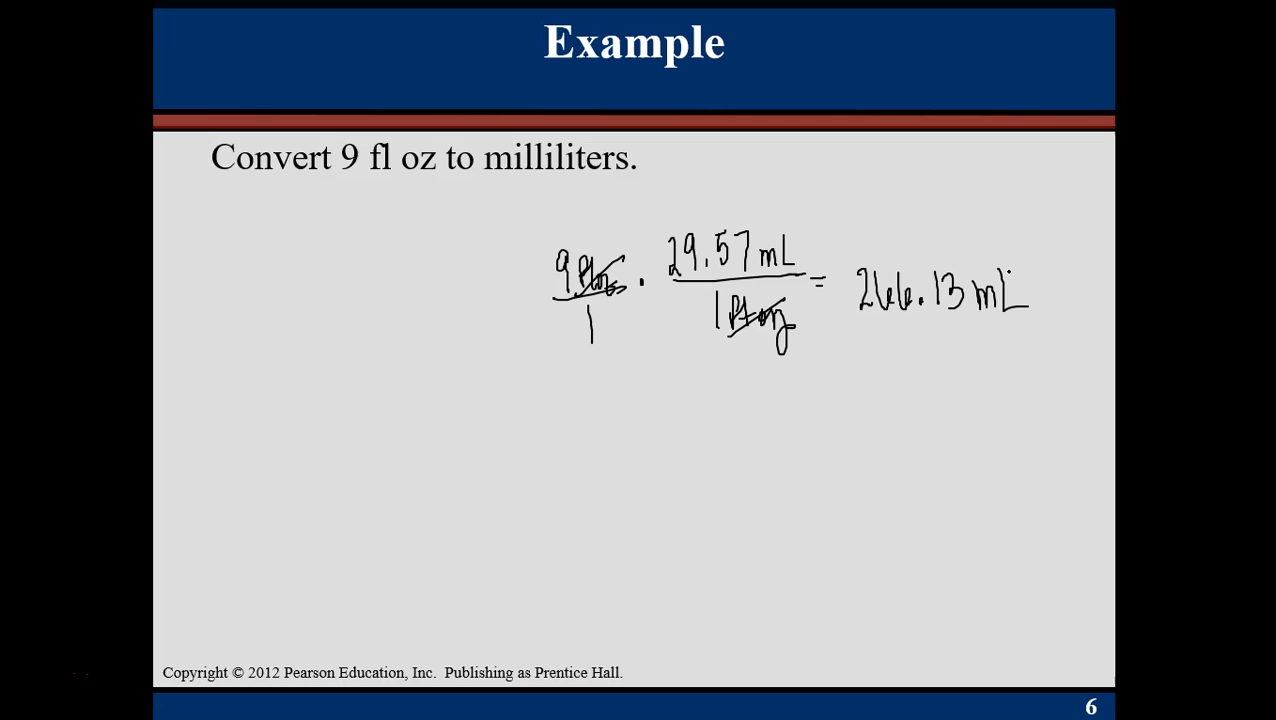 Example
Convert 9 fl oz to milliliters.
9 fl oz · 29.57 mL = 266.13 mL
1 1 fl oz
Copyright © 2012 Pearson Education, Inc. Publishing as Prentice Hall.
6